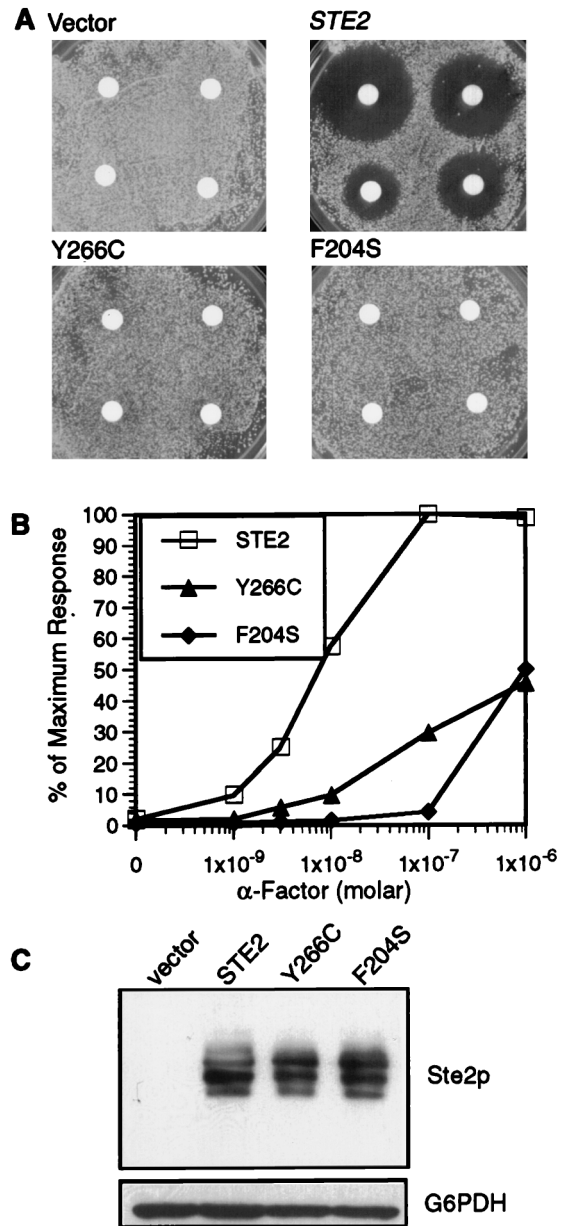 A Vector
STE2
Y266C
F204S
B
% of Maximum Response
100
90
80
70
60
50
40
30
20
10
0
STE2
Y266C
F204S
0
1x10⁻⁹
1x10⁻⁸
1x10⁻⁷
1x10⁻⁶
α-Factor (molar)
C
vector
STE2
Y266C
F204S
Ste2p
G6PDH